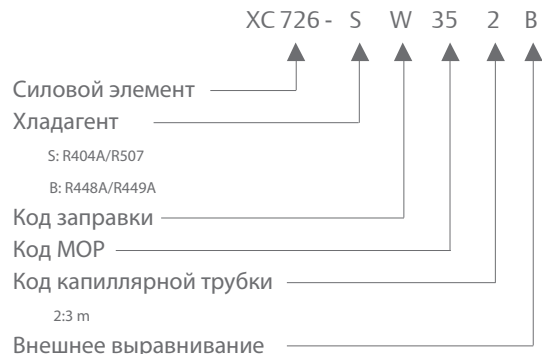 XC 726 - S W 35 2 B
Силовой элемент
Хладагент
S: R404A/R507
B: R448A/R449A
Код заправки
Код МОР
Код капиллярной трубки
2:3 m
Внешнее выравнивание